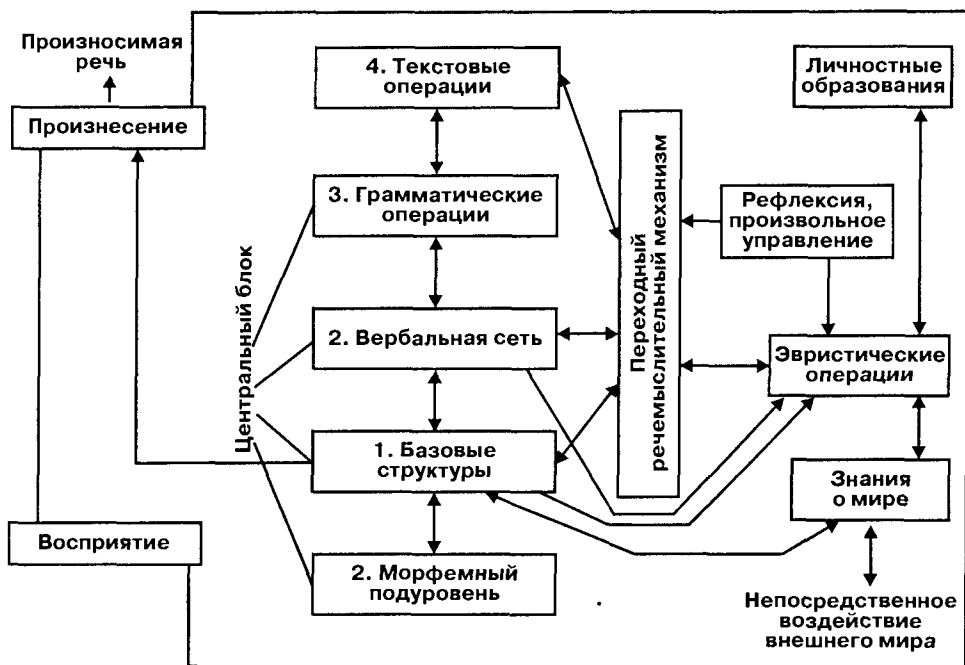 Произносимая
речь
Произнесение
Восприятие
Центральный блок
4. Текстовые
операции
3. Грамматические
операции
2. Вербальная сеть
1. Базовые
структуры
2. Морфемный
подуровень
Переходный
речемыслительный механизм
Личностные
образования
Рефлексия,
произвольное
управление
Эвристические
операции
Знания
о мире
Непосредственное
воздействие
внешнего мира